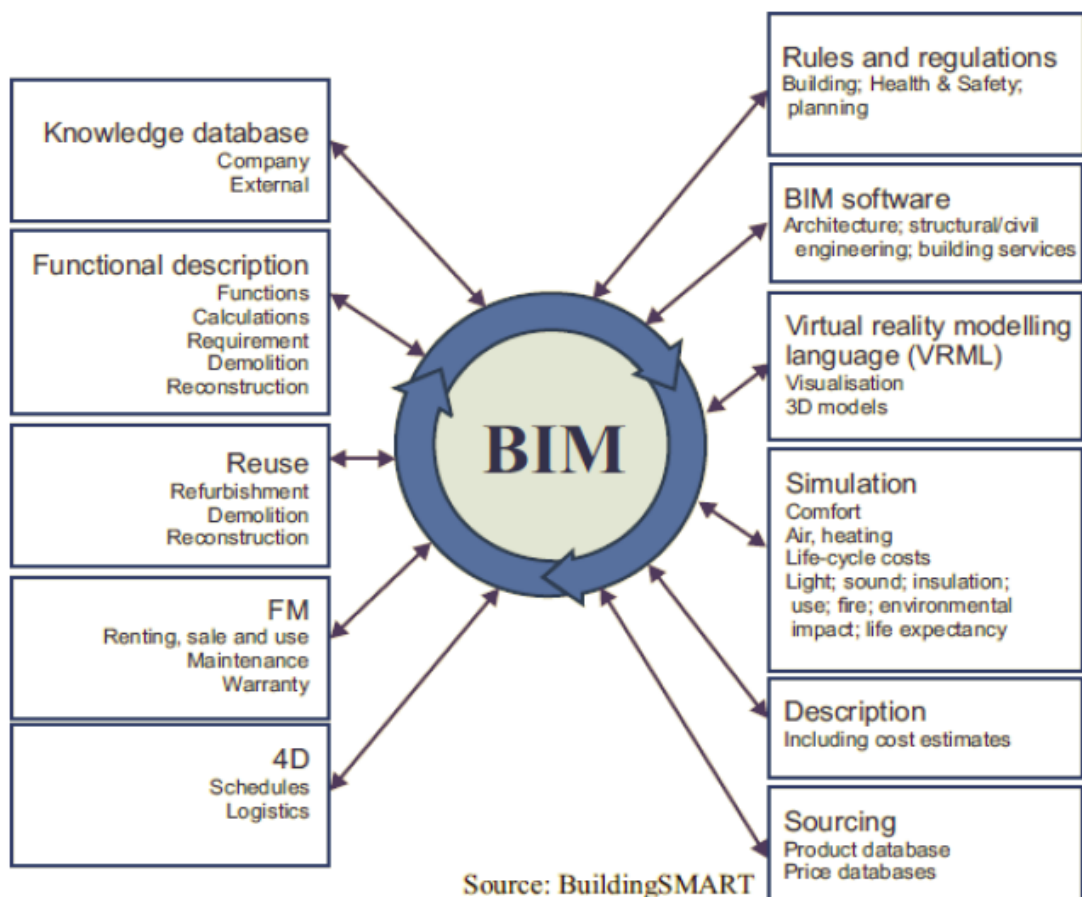 Knowledge database
Company
External
Functional description
Functions
Calculations
Requirement
Demolition
Reconstruction
Reuse
Refurbishment
Demolition
Reconstruction
FM
Renting, sale and use
Maintenance
Warranty
4D
Schedules
Logistics
BIM
Rules and regulations
Building; Health & Safety;
planning
BIM software
Architecture; structural/civil
engineering; building services
Virtual reality modelling
language (VRML)
Visualisation
3D models
Simulation
Comfort
Air, heating
Life-cycle costs
Light; sound; insulation;
use; fire; environmental
impact; life expectancy
Description
Including cost estimates
Sourcing
Product database
Price databases
Source: BuildingSMART